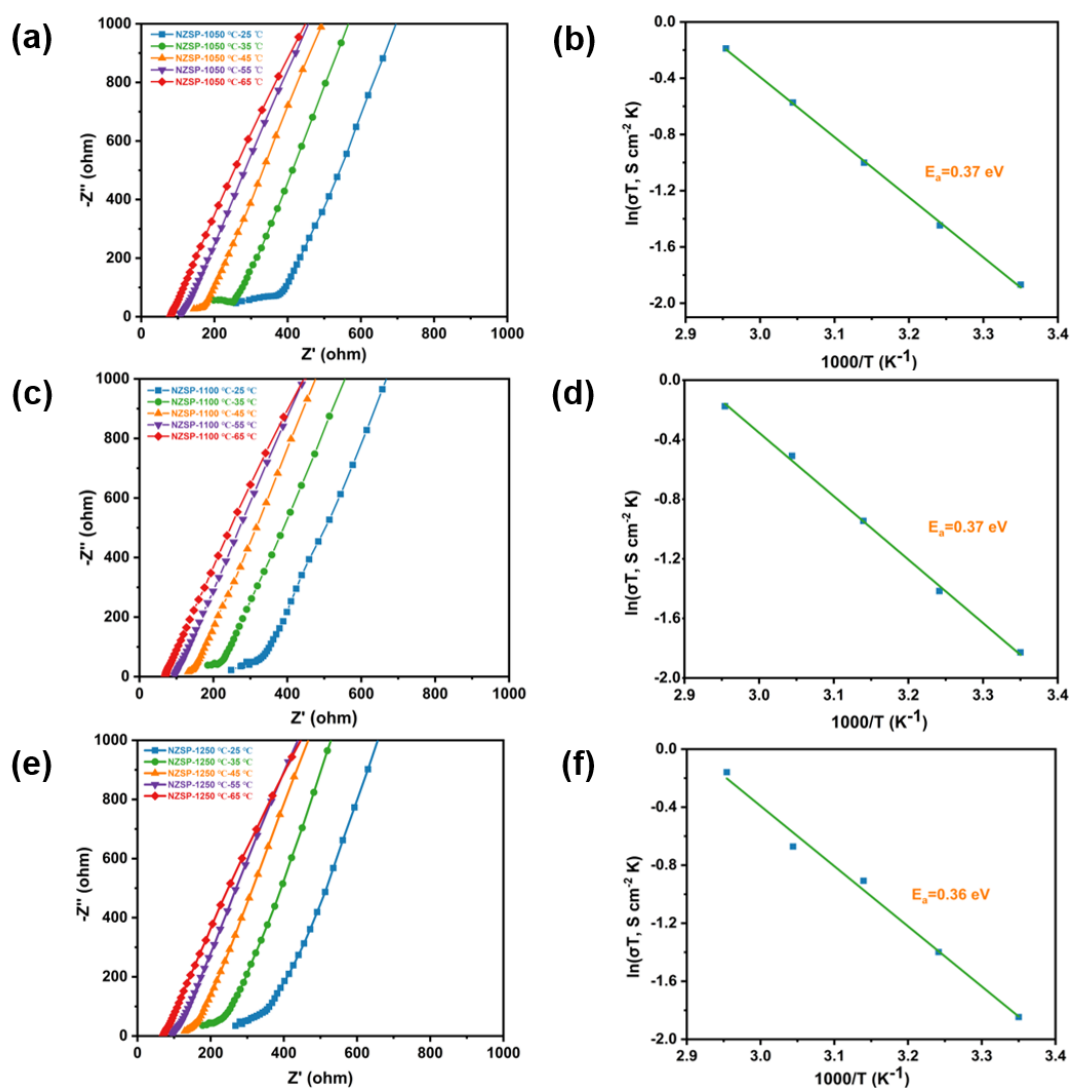 (a)
NZSP-1050 ℃-25 ℃
NZSP-1050 ℃-35 ℃
NZSP-1050 ℃-45 ℃
NZSP-1050 ℃-55 ℃
NZSP-1050 ℃-65 ℃
1000
800
600
400
200
0
-Z'' (ohm)
0 200 400 600 800 1000
Z' (ohm)
(b)
0.0
-0.4
-0.8
-1.2
-1.6
-2.0
ln(σT, S cm⁻² K)
Eₐ=0.37 eV
2.9 3.0 3.1 3.2 3.3 3.4
1000/T (K⁻¹)
(c)
NZSP-1100 ℃-25 ℃
NZSP-1100 ℃-35 ℃
NZSP-1100 ℃-45 ℃
NZSP-1100 ℃-55 ℃
NZSP-1100 ℃-65 ℃
1000
800
600
400
200
0
-Z'' (ohm)
0 200 400 600 800 1000
Z' (ohm)
(d)
0.0
-0.4
-0.8
-1.2
-1.6
-2.0
ln(σT, S cm⁻² K)
Eₐ=0.37 eV
2.9 3.0 3.1 3.2 3.3 3.4
1000/T (K⁻¹)
(e)
NZSP-1250 ℃-25 ℃
NZSP-1250 ℃-35 ℃
NZSP-1250 ℃-45 ℃
NZSP-1250 ℃-55 ℃
NZSP-1250 ℃-65 ℃
1000
800
600
400
200
0
-Z'' (ohm)
0 200 400 600 800 1000
Z' (ohm)
(f)
0.0
-0.4
-0.8
-1.2
-1.6
-2.0
ln(σT, S cm⁻² K)
Eₐ=0.36 eV
2.9 3.0 3.1 3.2 3.3 3.4
1000/T (K⁻¹)